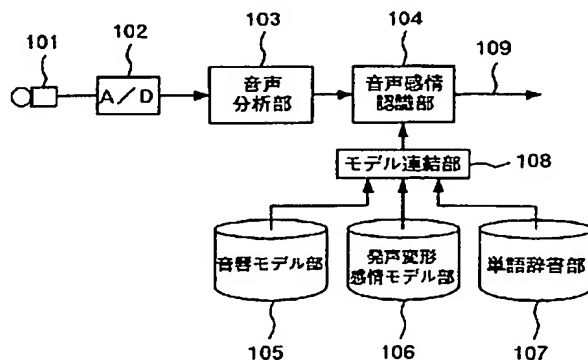 101
102
103
104
109
A/D
音声
分析部
音声感情
認識部
モデル連結部
108
音響モデル部
発声変形
感情モデル部
単語辞書部
105
106
107